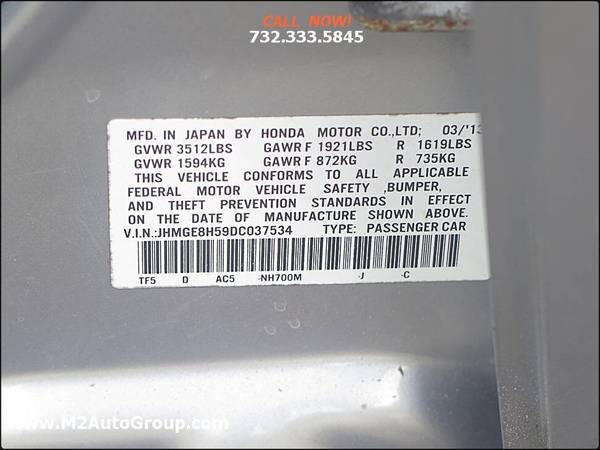 CALL NOW!
732.333.5845
MFD. IN JAPAN BY HONDA MOTOR CO.,LTD; 03/'13
GVWR 3512LBS GAWR F 1921LBS R 1619LBS
GVWR 1594KG GAWR F 872KG R 735KG
THIS VEHICLE CONFORMS TO ALL APPLICABLE
FEDERAL MOTOR VEHICLE SAFETY ,BUMPER,
AND THEFT PREVENTION STANDARDS IN EFFECT
ON THE DATE OF MANUFACTURE SHOWN ABOVE.
V.I.N.:JHMGE8H59DC037534 TYPE: PASSENGER CAR
TF5 D AC5 -NH700M -J -C
www.M2AutoGroup.com